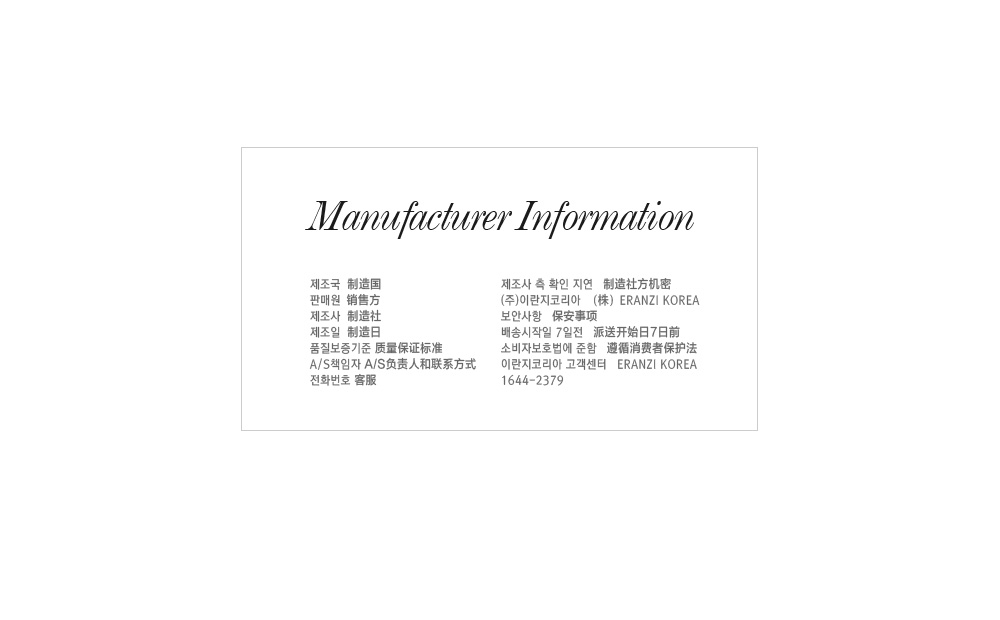 Manufacturer Information
제조국 制造国 제조사 측 확인 지연 制造社方机密
판매원 销售方 (주)이란지코리아 (株) ERANZI KOREA
제조사 制造社 보안사항 保安事项
제조일 制造日 배송시작일 7일전 派送开始日7日前
품질보증기준 质量保证标准 소비자보호법에 준함 遵循消费者保护法
A/S책임자 A/S负责人和联系方式 이란지코리아 고객센터 ERANZI KOREA
전화번호 客服 1644-2379